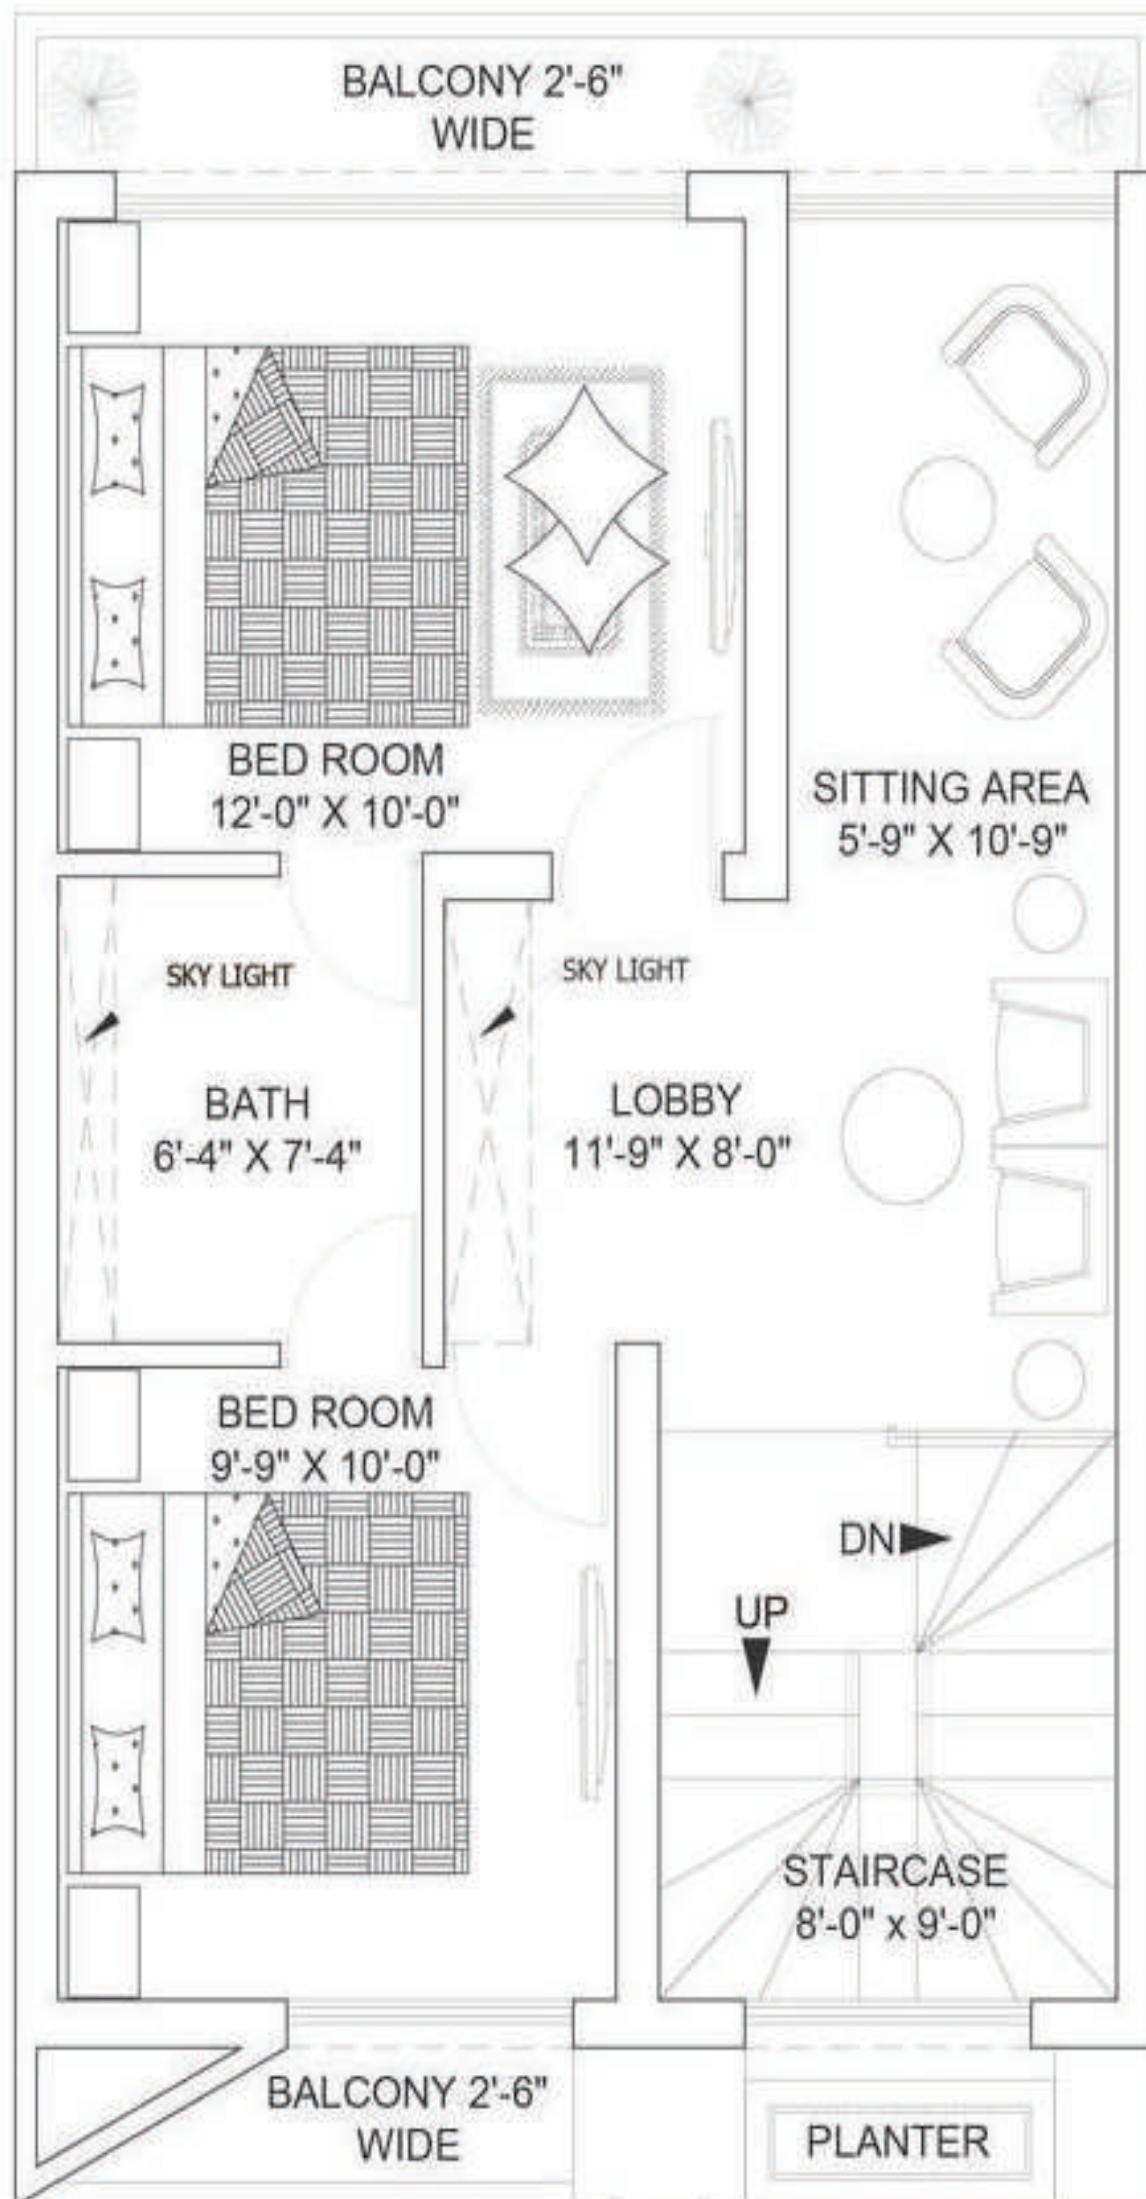 BALCONY 2'-6"
WIDE
BED ROOM
12'-0" X 10'-0"
SITTING AREA
5'-9" X 10'-9"
SKY LIGHT
SKY LIGHT
BATH
6'-4" X 7'-4"
LOBBY
11'-9" X 8'-0"
BED ROOM
9'-9" X 10'-0"
DN
UP
STAIRCASE
8'-0" x 9'-0"
BALCONY 2'-6"
WIDE
PLANTER